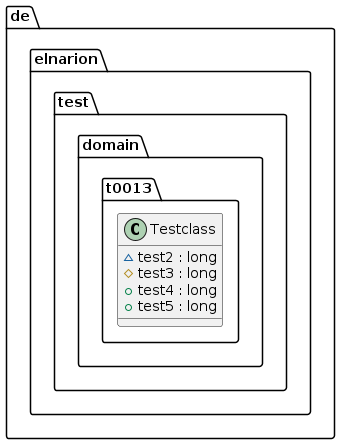 de
elnarion
test
domain
t0013
C Testclass
test2 : long
test3 : long
test4 : long
test5 : long